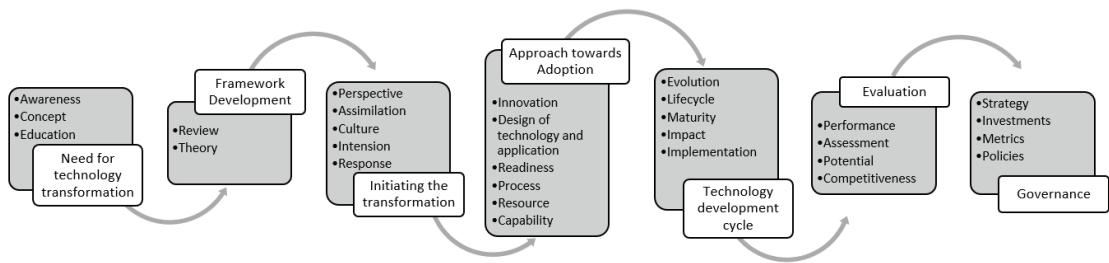 •Awareness
•Concept
•Education
Need for
technology
transformation
Framework
Development
•Review
•Theory
•Perspective
•Assimilation
•Culture
•Intension
•Response
Initiating the
transformation
Approach towards
Adoption
•Innovation
•Design of
technology and
application
•Readiness
•Process
•Resource
•Capability
•Evolution
•Lifecycle
•Maturity
•Impact
•Implementation
Technology
development
cycle
Evaluation
•Performance
•Assessment
•Potential
•Competitiveness
•Strategy
•Investments
•Metrics
•Policies
Governance